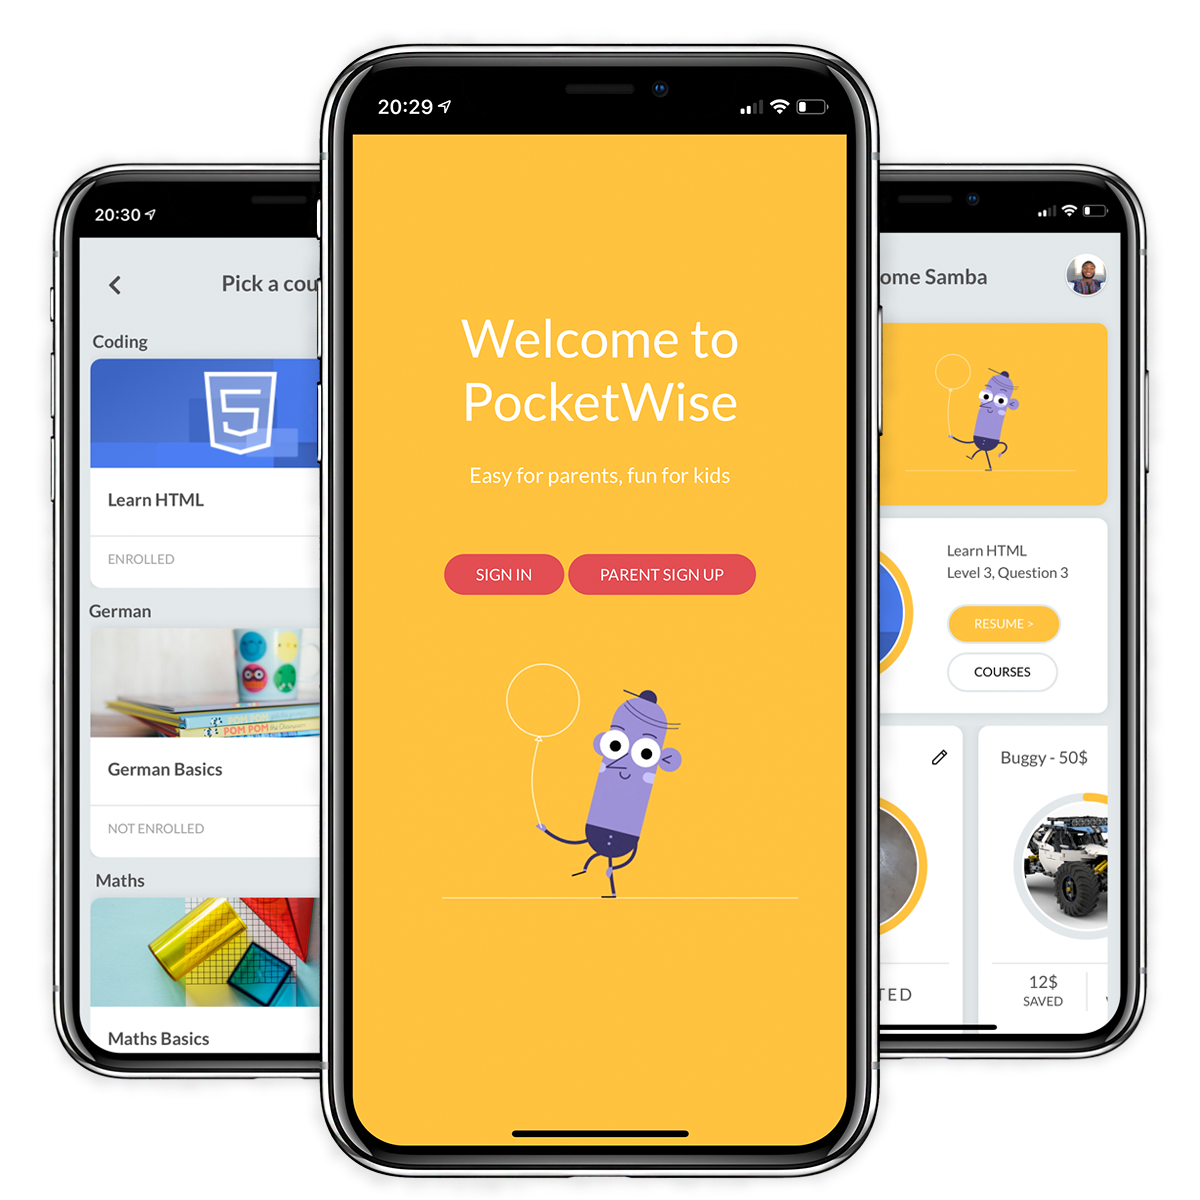 20:30
Pick a cou
Coding
Learn HTML
ENROLLED
German
POM POM
POM POM
German Basics
NOT ENROLLED
Maths
Maths Basics
20:29
Welcome to
PocketWise
Easy for parents, fun for kids
SIGN IN
PARENT SIGN UP
ome Samba
Learn HTML
Level 3, Question 3
RESUME >
COURSES
Buggy - 50$
TED
12$
SAVED